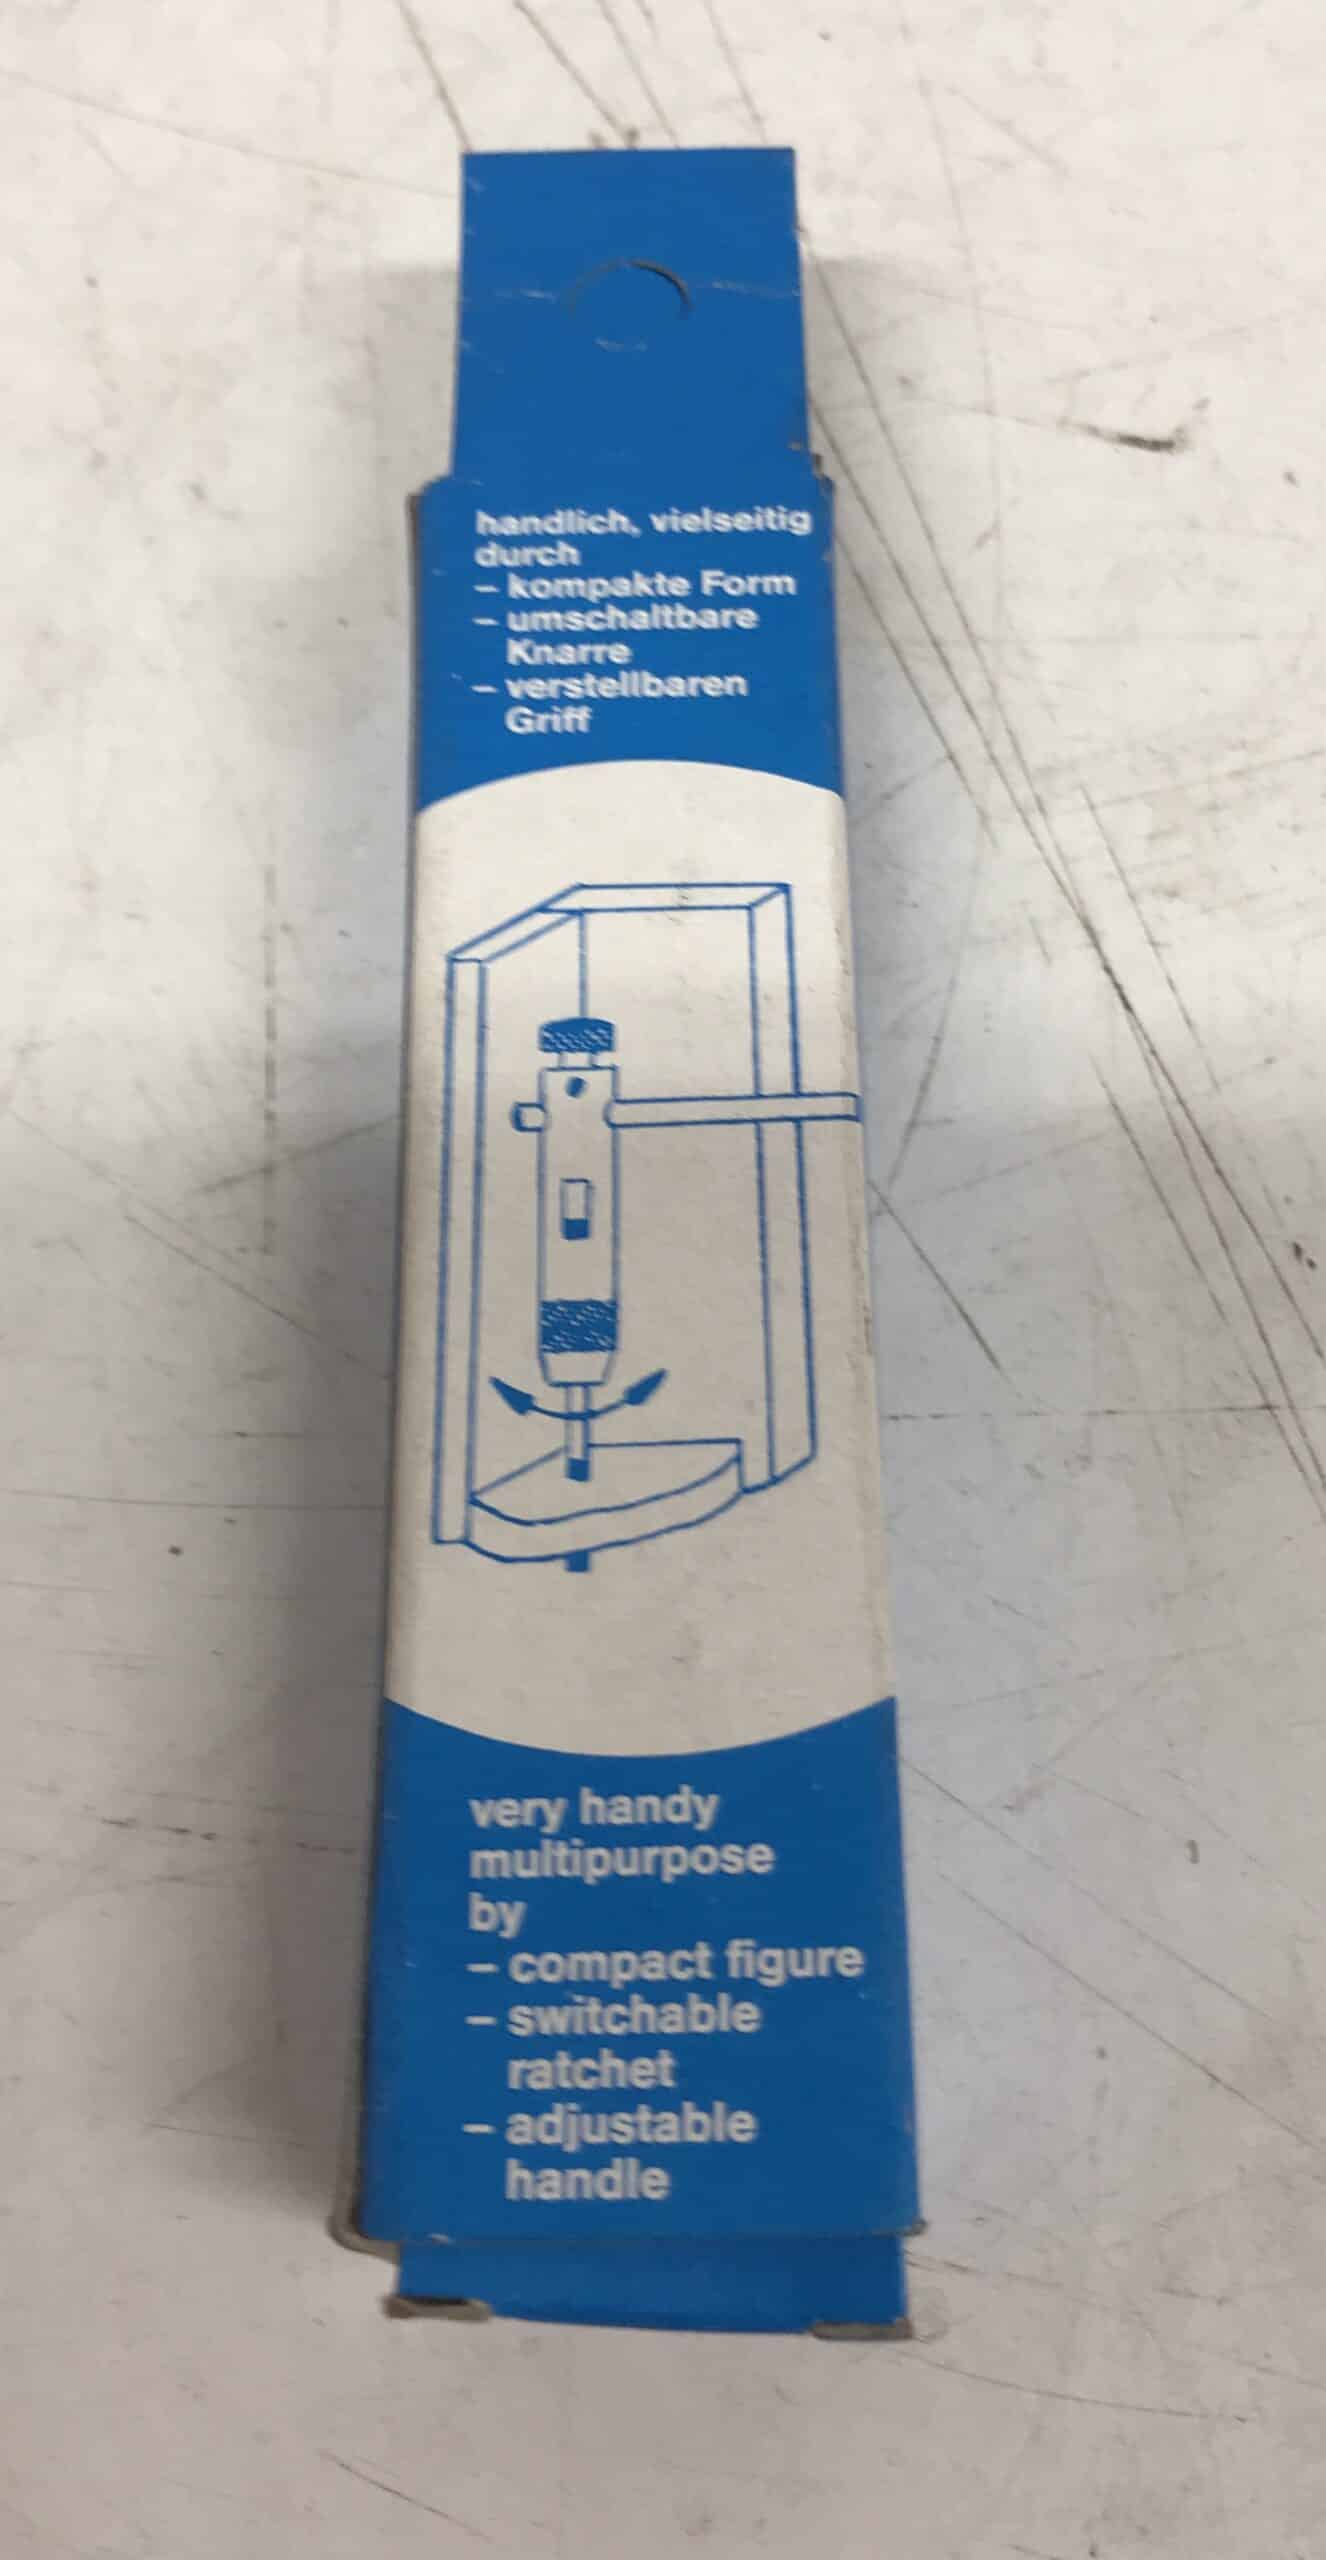 handlich, vielseitig
durch
– kompakte Form
– umschaltbare
Knarre
– verstellbaren
Griff
very handy
multipurpose
by
– compact figure
– switchable
ratchet
– adjustable
handle